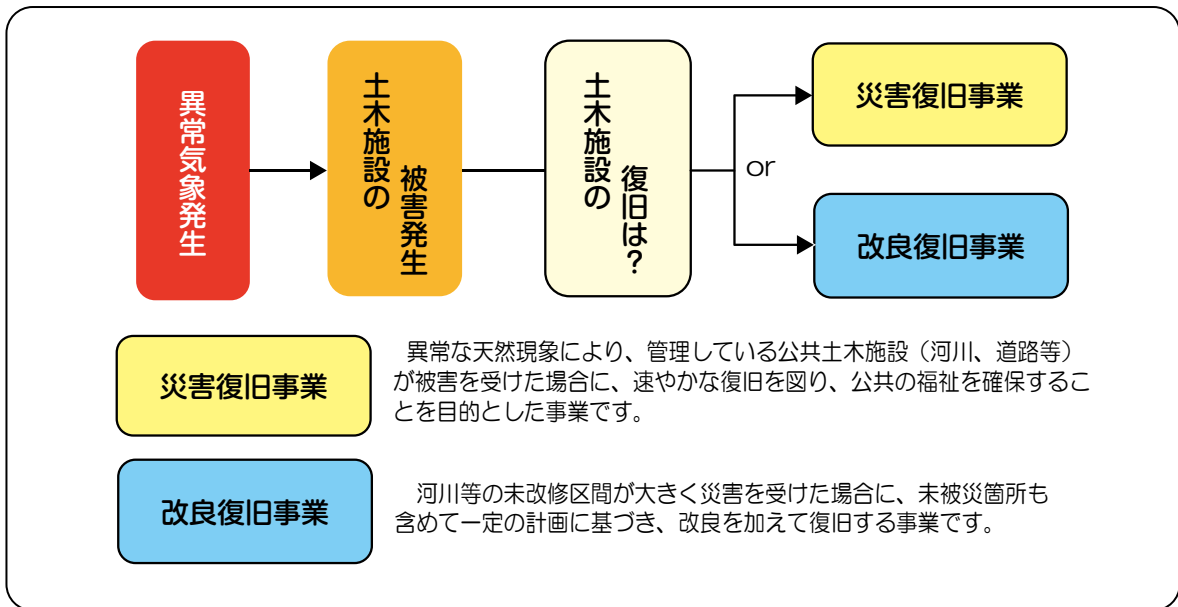 異常気象発生
土木施設の
被害発生
土木施設の
復旧は？
災害復旧事業
or
改良復旧事業
災害復旧事業
異常な天然現象により、管理している公共土木施設（河川、道路等）
が被害を受けた場合に、速やかな復旧を図り、公共の福祉を確保するこ
とを目的とした事業です。
改良復旧事業
河川等の未改修区間が大きく災害を受けた場合に、未被災箇所も
含めて一定の計画に基づき、改良を加えて復旧する事業です。